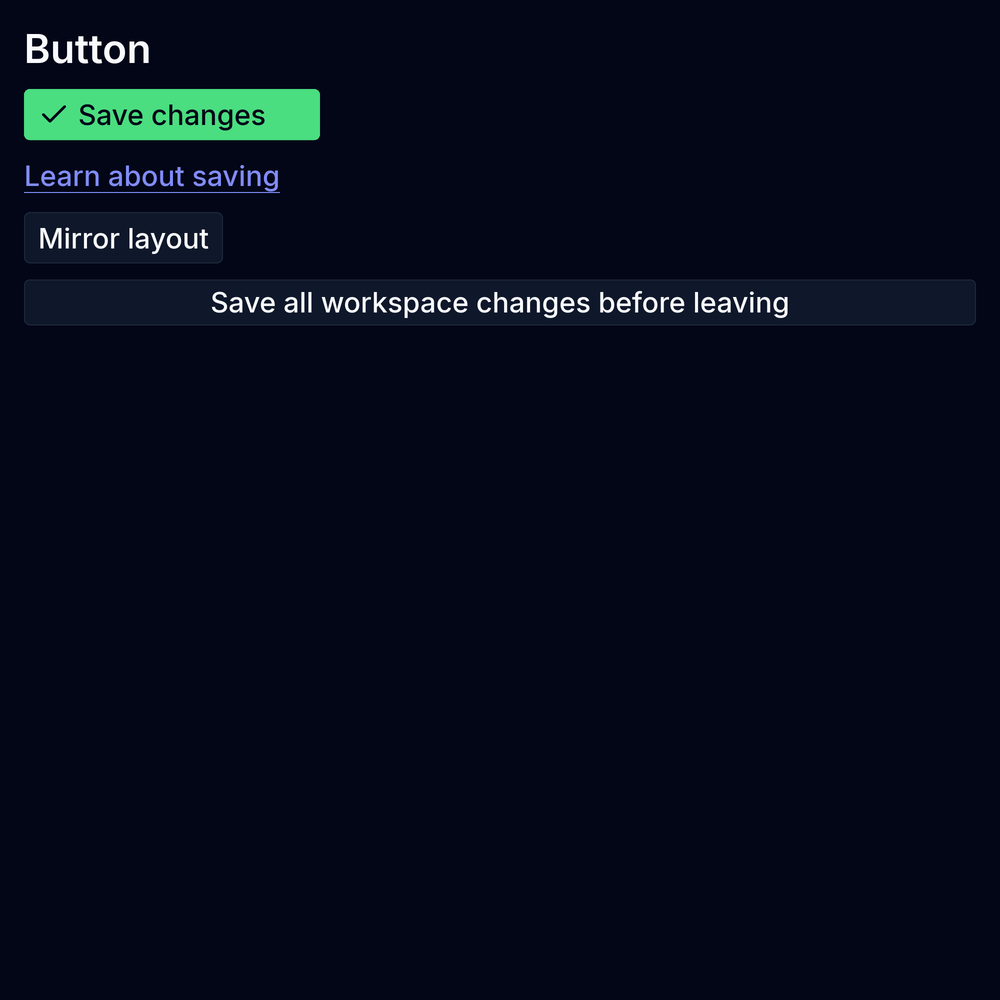 Button
Save changes
Learn about saving
Mirror layout
Save all workspace changes before leaving